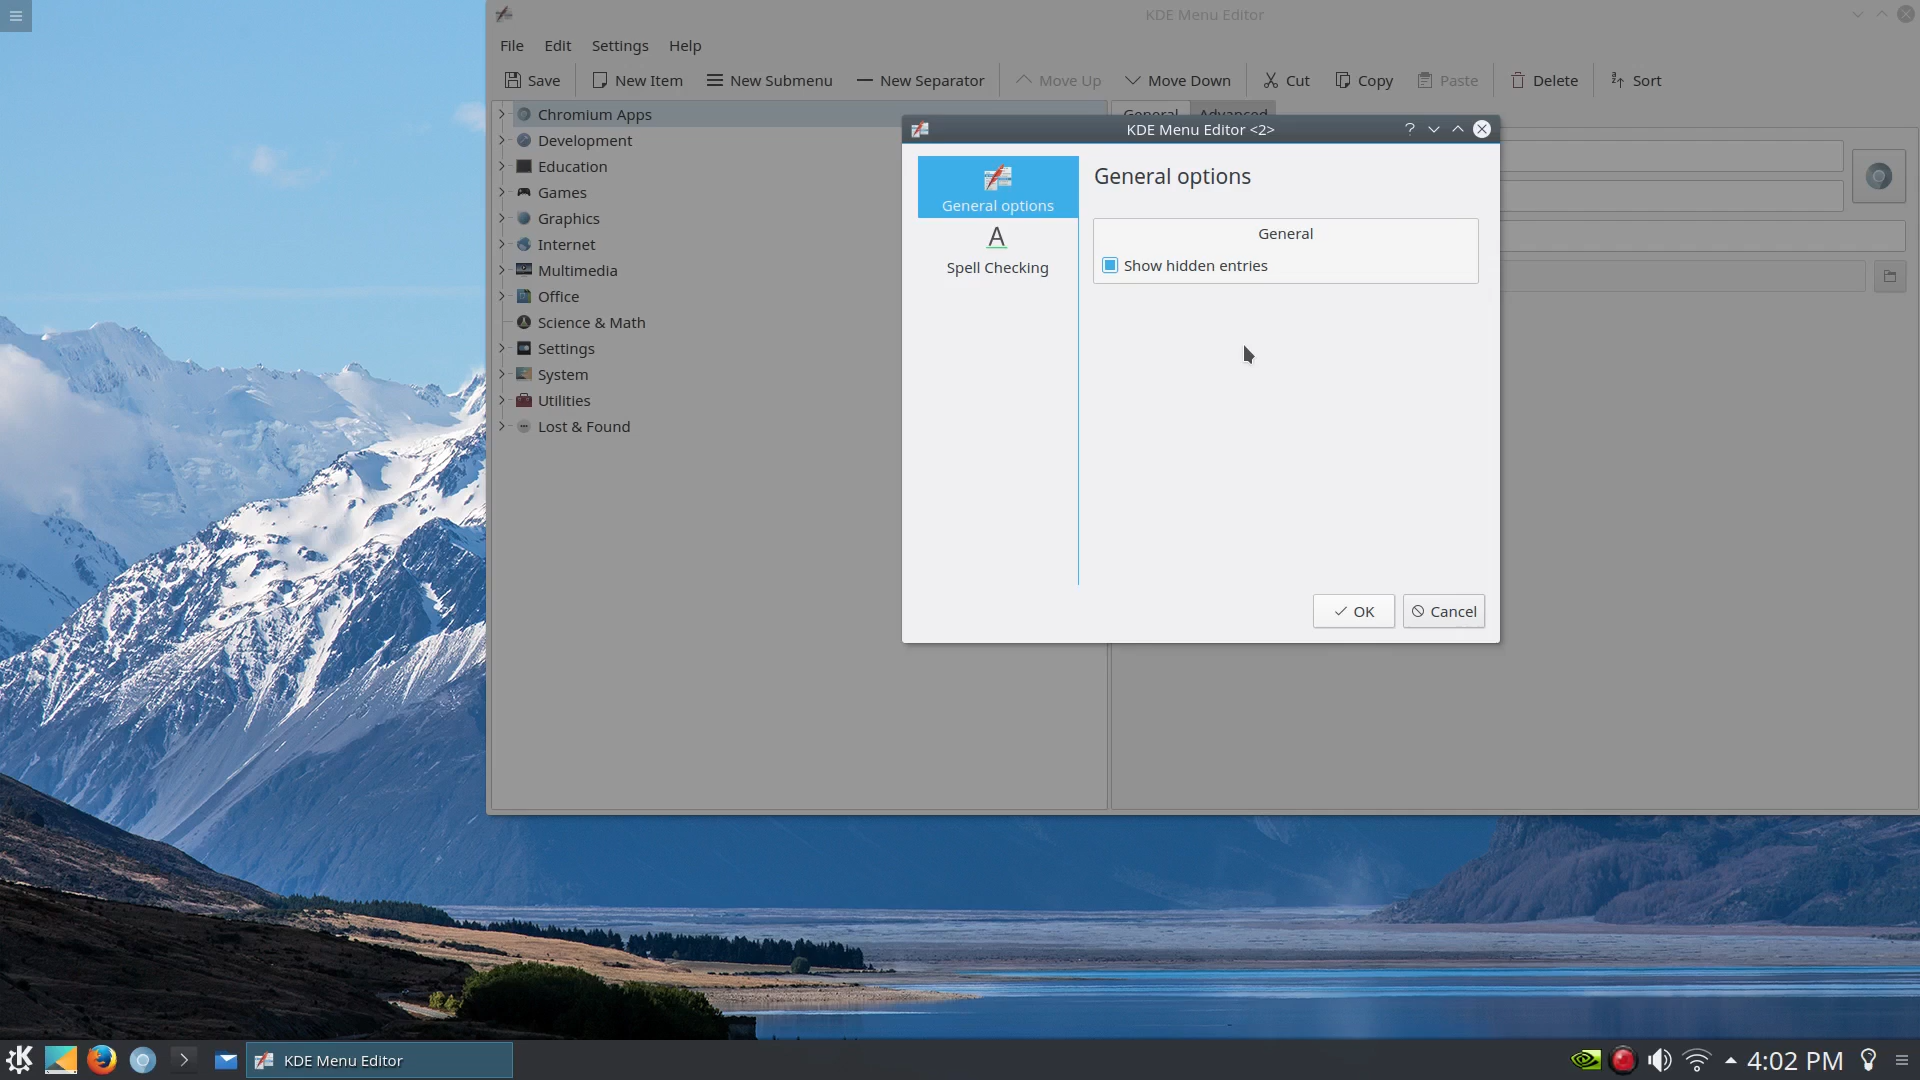 KDE Menu Editor
File Edit Settings Help
Save New Item New Submenu New Separator Move Up Move Down Cut Copy Paste Delete Sort
Chromium Apps
Development
Education
Games
Graphics
Internet
Multimedia
Office
Science & Math
Settings
System
Utilities
Lost & Found
General Advanced
KDE Menu Editor <2>
General options
Spell Checking
General options
General
Show hidden entries
OK Cancel
KDE Menu Editor
4:02 PM